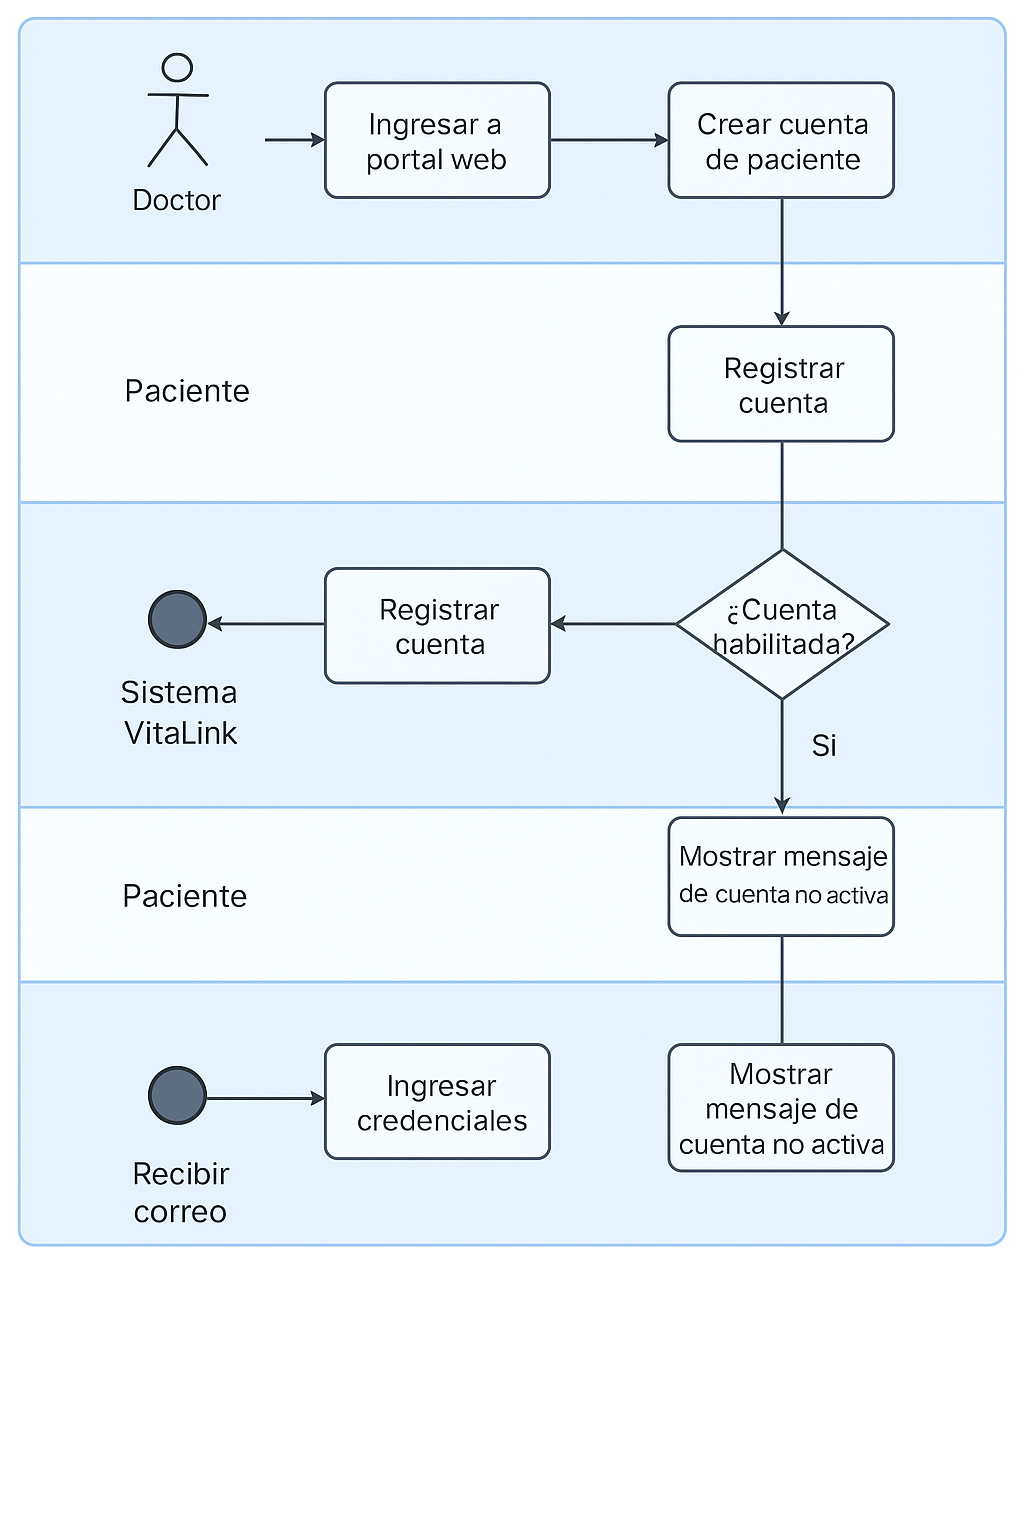 Doctor
Ingresar a
portal web
Crear cuenta
de paciente
Paciente
Registrar
cuenta
Sistema
VitaLink
Registrar
cuenta
¿Cuenta
habilitada?
Si
Paciente
Mostrar mensaje
de cuenta no activa
Recibir
correo
Ingresar
credenciales
Mostrar
mensaje de
cuenta no activa